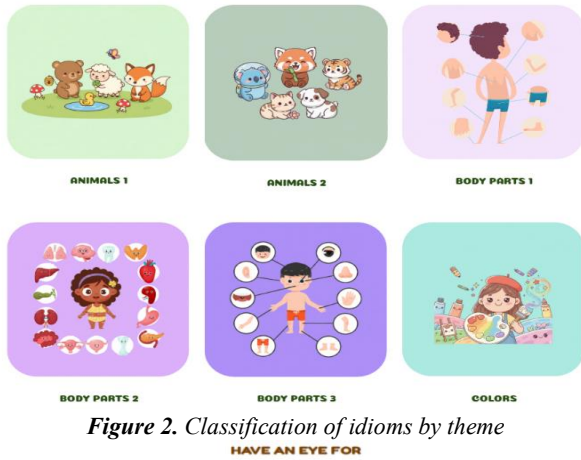 ANIMALS 1
ANIMALS 2
BODY PARTS 1
BODY PARTS 2
BODY PARTS 3
COLORS
Figure 2. Classification of idioms by theme
HAVE AN EYE FOR